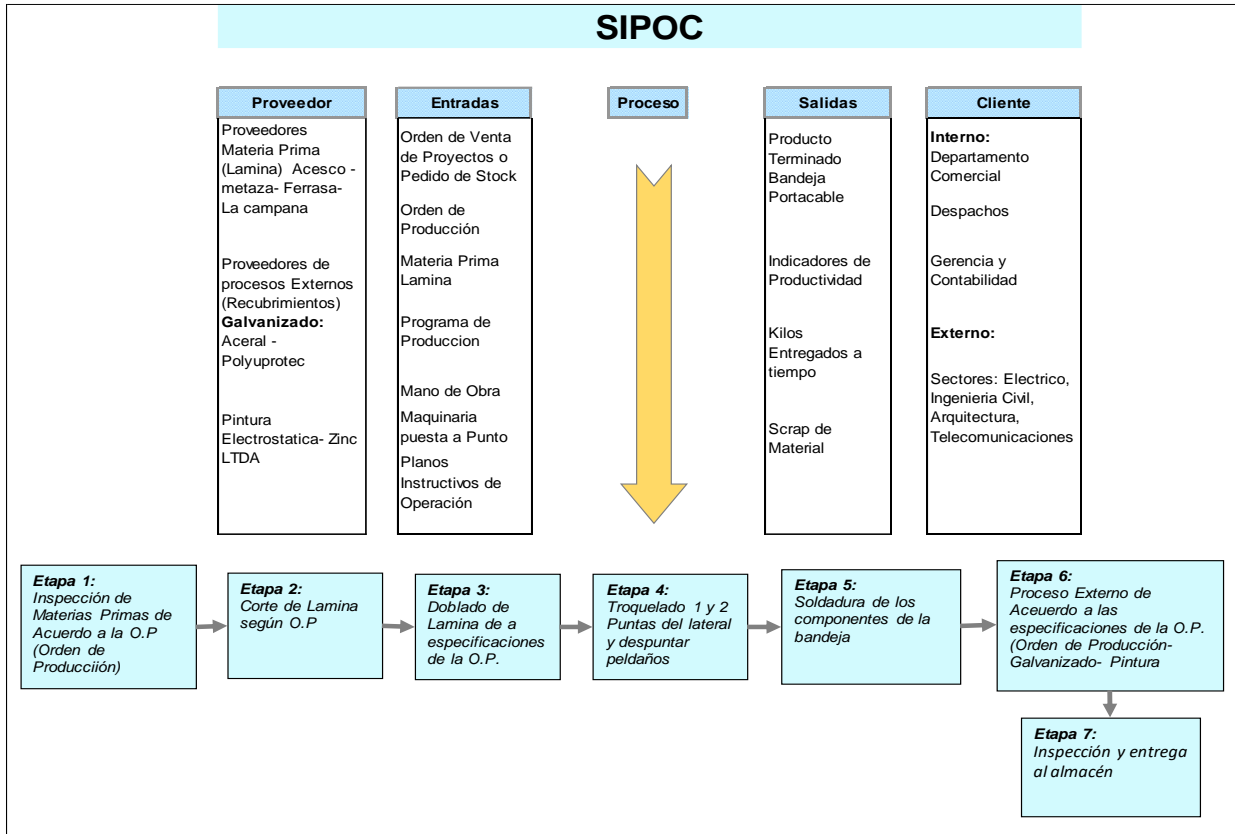 SIPOC
Proveedor
Proveedores
Materia Prima
(Lamina) Acesco -
metaza- Ferrasa-
La campana
Proveedores de
procesos Externos
(Recubrimientos)
Galvanizado:
Aceral -
Polyuprotec
Pintura
Electrostatica- Zinc
LTDA
Entradas
Orden de Venta
de Proyectos o
Pedido de Stock
Orden de
Producción
Materia Prima
Lamina
Programa de
Produccion
Mano de Obra
Maquinaria
puesta a Punto
Planos
Instructivos de
Operación
Proceso
Salidas
Producto
Terminado
Bandeja
Portacable
Indicadores de
Productividad
Kilos
Entregados a
tiempo
Scrap de
Material
Cliente
Interno:
Departamento
Comercial
Despachos
Gerencia y
Contabilidad
Externo:
Sectores: Electrico,
Ingenieria Civil,
Arquitectura,
Telecomunicaciones
Etapa 1:
Inspección de
Materias Primas de
Acuerdo a la O.P
(Orden de
Producciión)
Etapa 2:
Corte de Lamina
según O.P
Etapa 3:
Doblado de
Lamina de a
especificaciones
de la O.P.
Etapa 4:
Troquelado 1 y 2
Puntas del lateral
y despuntar
peldaños
Etapa 5:
Soldadura de los
componentes de la
bandeja
Etapa 6:
Proceso Externo de
Aceuerdo a las
especificaciones de la O.P.
(Orden de Producción-
Galvanizado- Pintura
Etapa 7:
Inspección y entrega
al almacén